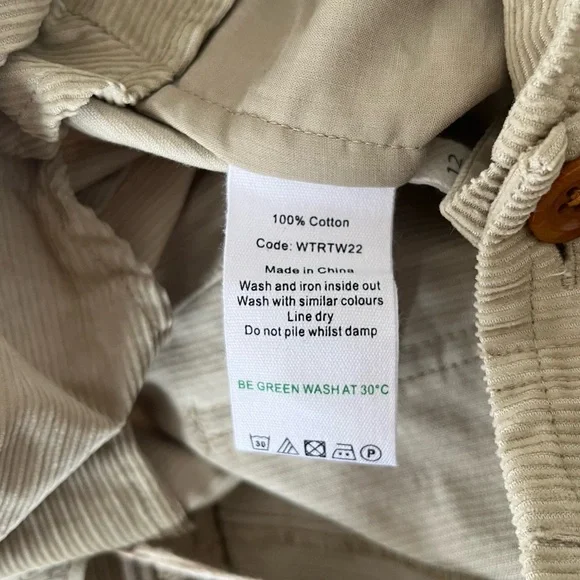 12
100% Cotton
Code: WTRTW22
Made in China
Wash and iron inside out
Wash with similar colours
Line dry
Do not pile whilst damp
BE GREEN WASH AT 30°C
30 P